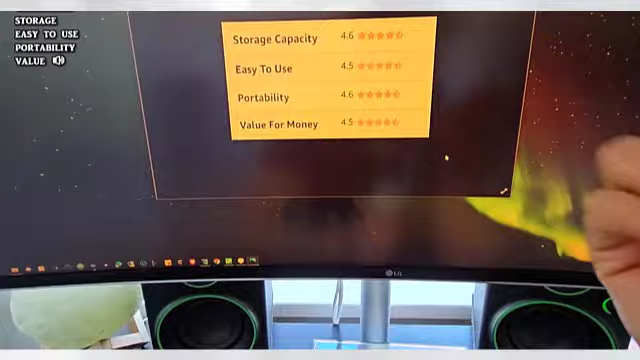 STORAGE
EASY TO USE
PORTABILITY
VALUE
Storage Capacity 4.6
Easy To Use 4.5
Portability 4.6
Value For Money 4.5
LG